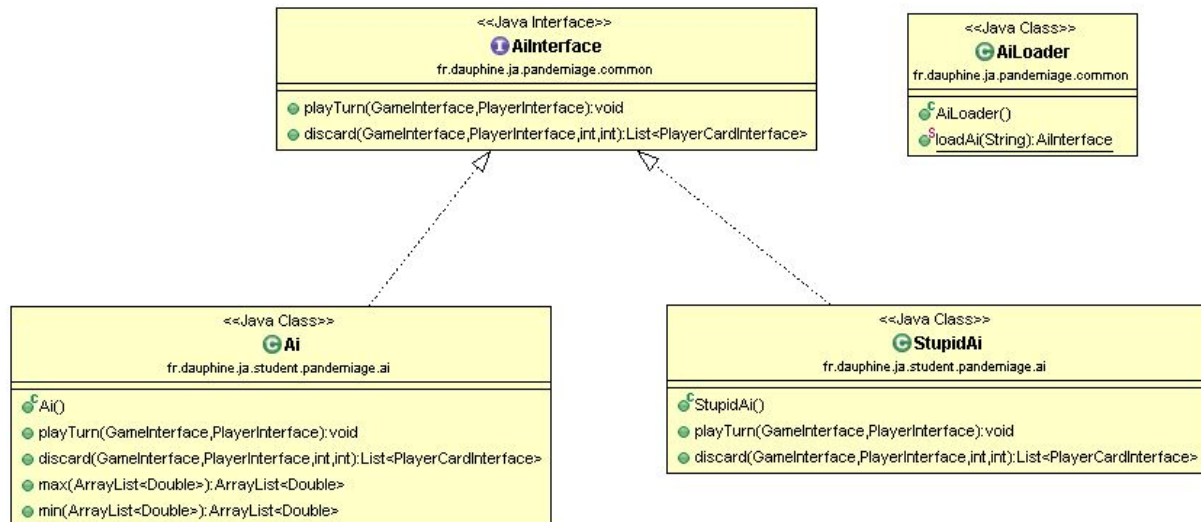 <<Java Interface>>
AiInterface
fr.dauphine.ja.pandemiage.common
playTurn(GameInterface,PlayerInterface):void
discard(GameInterface,PlayerInterface,int,int):List<PlayerCardInterface>
<<Java Class>>
AiLoader
fr.dauphine.ja.pandemiage.common
AiLoader()
loadAi(String):AiInterface
<<Java Class>>
Ai
fr.dauphine.ja.student.pandemiage.ai
Ai()
playTurn(GameInterface,PlayerInterface):void
discard(GameInterface,PlayerInterface,int,int):List<PlayerCardInterface>
max(ArrayList<Double>):ArrayList<Double>
min(ArrayList<Double>):ArrayList<Double>
<<Java Class>>
StupidAi
fr.dauphine.ja.student.pandemiage.ai
StupidAi()
playTurn(GameInterface,PlayerInterface):void
discard(GameInterface,PlayerInterface,int,int):List<PlayerCardInterface>